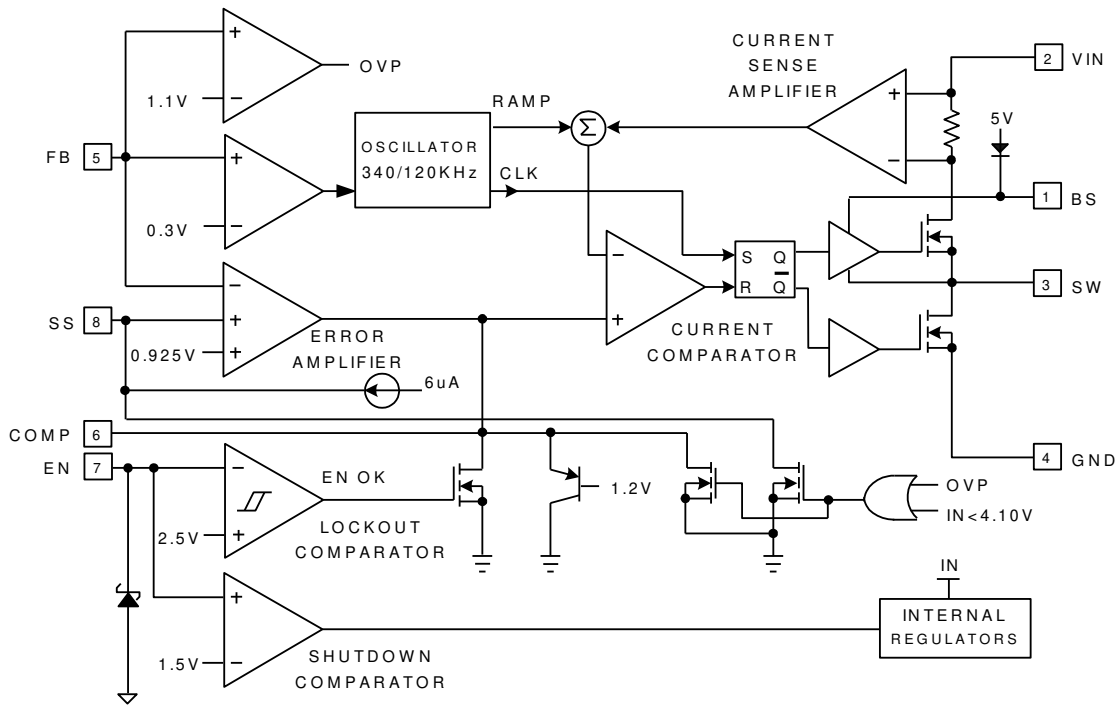 OVP
1.1V
CURRENT
SENSE
AMPLIFIER
2 VIN
+
−
RAMP
Σ
5V
FB 5
OSCILLATOR
340/120KHz
CLK
+
−
0.3V
1 BS
S Q
R Q
3 SW
SS 8
−
+
+
0.925V
ERROR
AMPLIFIER
6uA
−
+
CURRENT
COMPARATOR
COMP 6
EN 7
4 GND
−
+
EN OK
2.5V
LOCKOUT
COMPARATOR
1.2V
OVP
IN<4.10V
+
−
1.5V
SHUTDOWN
COMPARATOR
IN
INTERNAL
REGULATORS
+
−